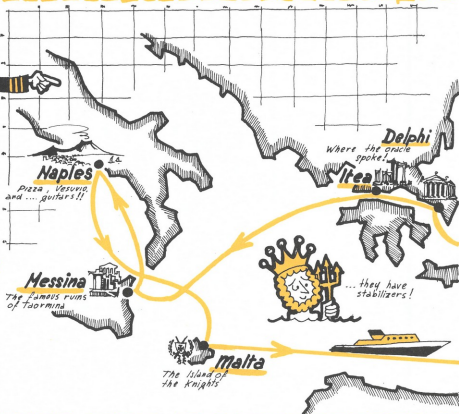 Delphi
Where the oracle
spoke!
Itea
Naples
Pizza, Vesuvio,
and .... guitars!!
Messina
The famous ruins
of Taormina
...they have
stabilizers!
Malta
The Island of
the Knights